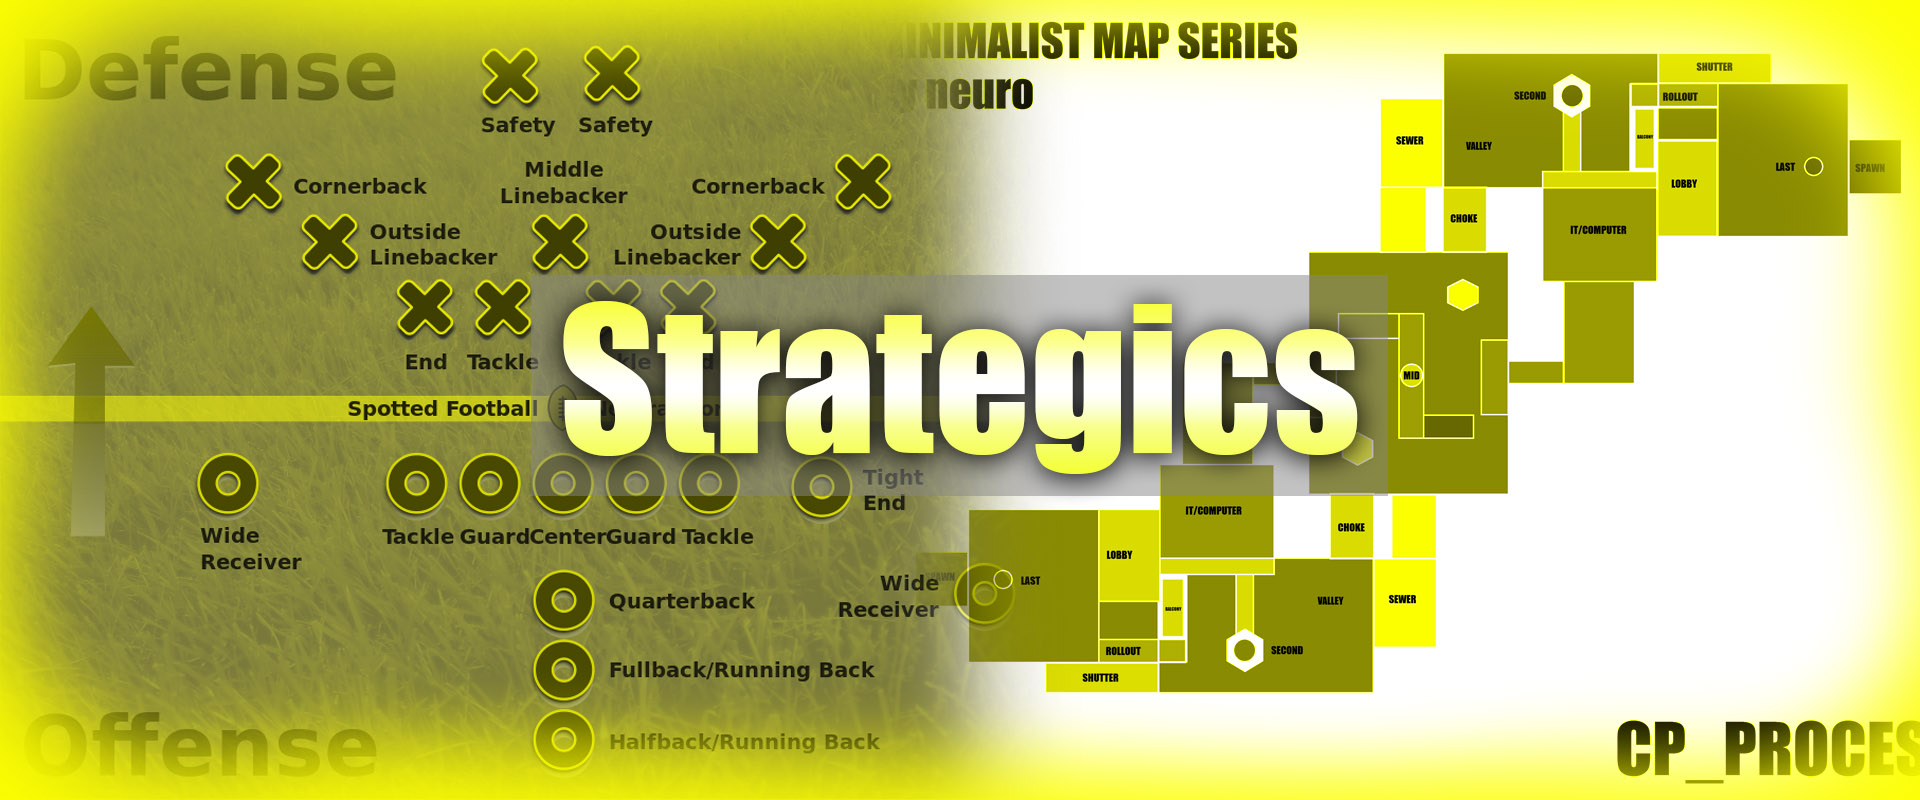 Defense
Safety
Safety
Cornerback
Middle
Linebacker
Cornerback
Outside
Linebacker
Outside
Linebacker
End
Tackle
Spotted Football
Wide
Receiver
Tackle
Guard
Center
Guard
Tackle
Tight
End
Quarterback
Wide
Receiver
Fullback/Running Back
Halfback/Running Back
Offense
Strategics
MAP SERIES
neuro
SHUTTER
SECOND
ROLLOUT
SEWER
VALLEY
BALCONY
LAST
SPAWN
LOBBY
CHOKE
IT/COMPUTER
MID
IT/COMPUTER
CHOKE
LOBBY
SPAWN
LAST
BALCONY
VALLEY
SEWER
ROLLOUT
SECOND
SHUTTER
CP_PROCES